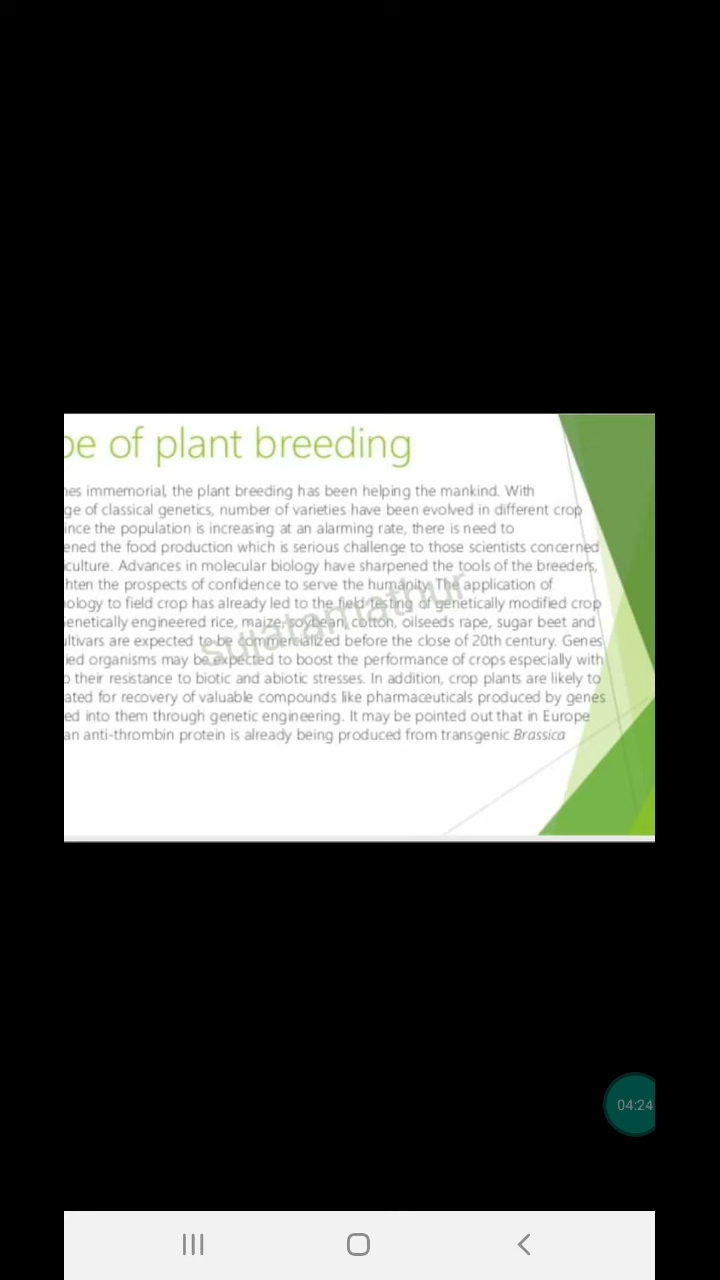 pe of plant breeding
nes immemorial, the plant breeding has been helping the mankind. With
ge of classical genetics, number of varieties have been evolved in different crop
ince the population is increasing at an alarming rate, there is need to
ened the food production which is serious challenge to those scientists concerned
culture. Advances in molecular biology have sharpened the tools of the breeders,
hten the prospects of confidence to serve the humanity. The application of
nology to field crop has already led to the field testing of genetically modified crop
enetically engineered rice, maize, soybean, cotton, oilseeds rape, sugar beet and
ultivars are expected to be commercialized before the close of 20th century. Genes
ied organisms may be expected to boost the performance of crops especially with
o their resistance to biotic and abiotic stresses. In addition, crop plants are likely to
ated for recovery of valuable compounds like pharmaceuticals produced by genes
ed into them through genetic engineering. It may be pointed out that in Europe
an anti-thrombin protein is already being produced from transgenic Brassica
Sujatamathur
04:24